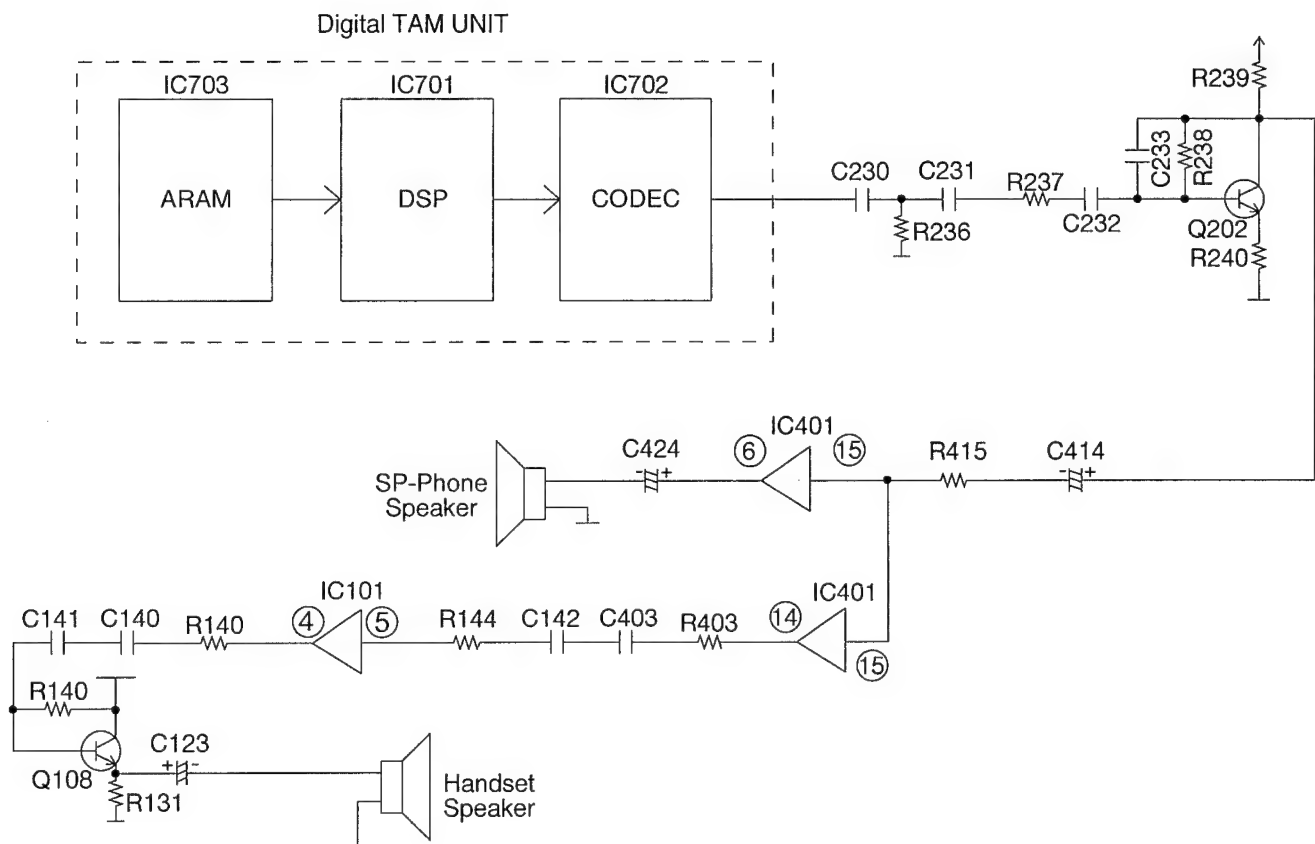 Digital TAM UNIT
IC703
IC701
IC702
ARAM
DSP
CODEC
C230
C231
R236
R237
C232
C233
R238
R239
Q202
R240
SP-Phone
Speaker
C424
- +
6
IC401
15
R415
C414
- +
C141
C140
R140
IC101
4
5
R144
C142
C403
R403
14
IC401
15
R140
Q108
R131
C123
+ -
Handset
Speaker